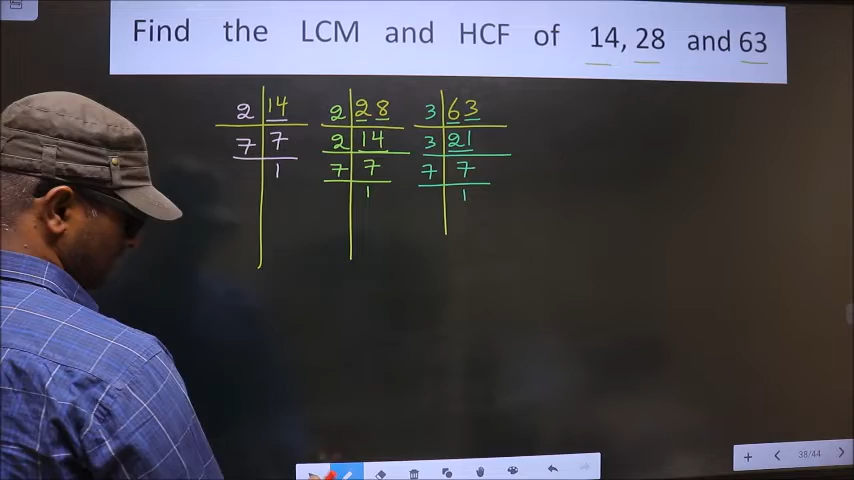 Find the LCM and HCF of 14, 28 and 63
2 14 2 28 3 63
7 7 2 14 3 21
1 7 7 7 7
1 1
38/44